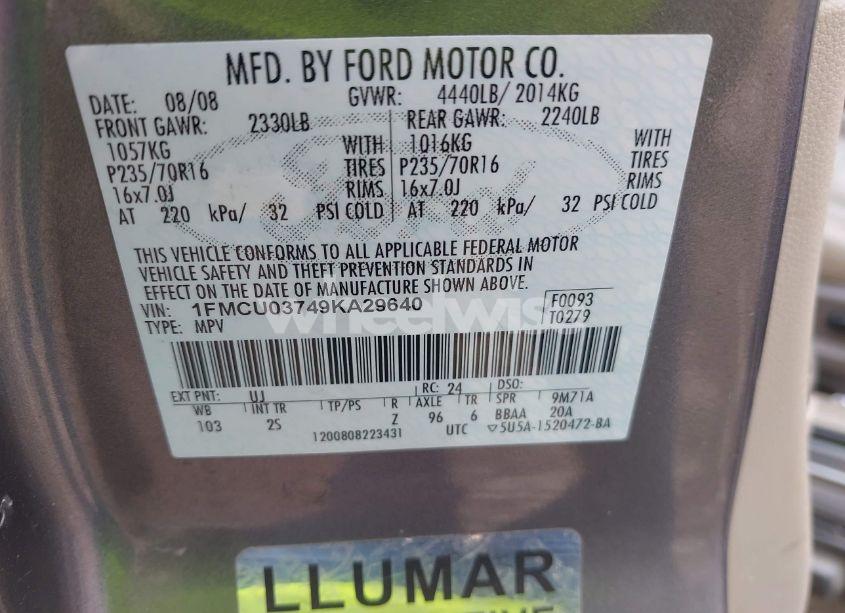 MFD. BY FORD MOTOR CO.
DATE: 08/08 GVWR: 4440LB/ 2014KG
FRONT GAWR: 2330LB REAR GAWR: 2240LB
1057KG WITH 1016KG WITH
P235/70R16 TIRES P235/70R16 TIRES
16x7.0J RIMS 16x7.0J RIMS
AT 220 kPa/ 32 PSI COLD AT 220 kPa/ 32 PSI COLD
THIS VEHICLE CONFORMS TO ALL APPLICABLE FEDERAL MOTOR
VEHICLE SAFETY AND THEFT PREVENTION STANDARDS IN
EFFECT ON THE DATE OF MANUFACTURE SHOWN ABOVE.
VIN: 1FMCU03749KA29640 F0093
TYPE: MPV T0279
wheelwise
EXT PNT: UJ RC: 24 DSO:
WB INT TR TP/PS R AXLE TR SPR 9M71A
103 2S Z 96 6 BBAA 20A
1200808223431 UTC ▽5U5A-1520472-BA
LLUMAR